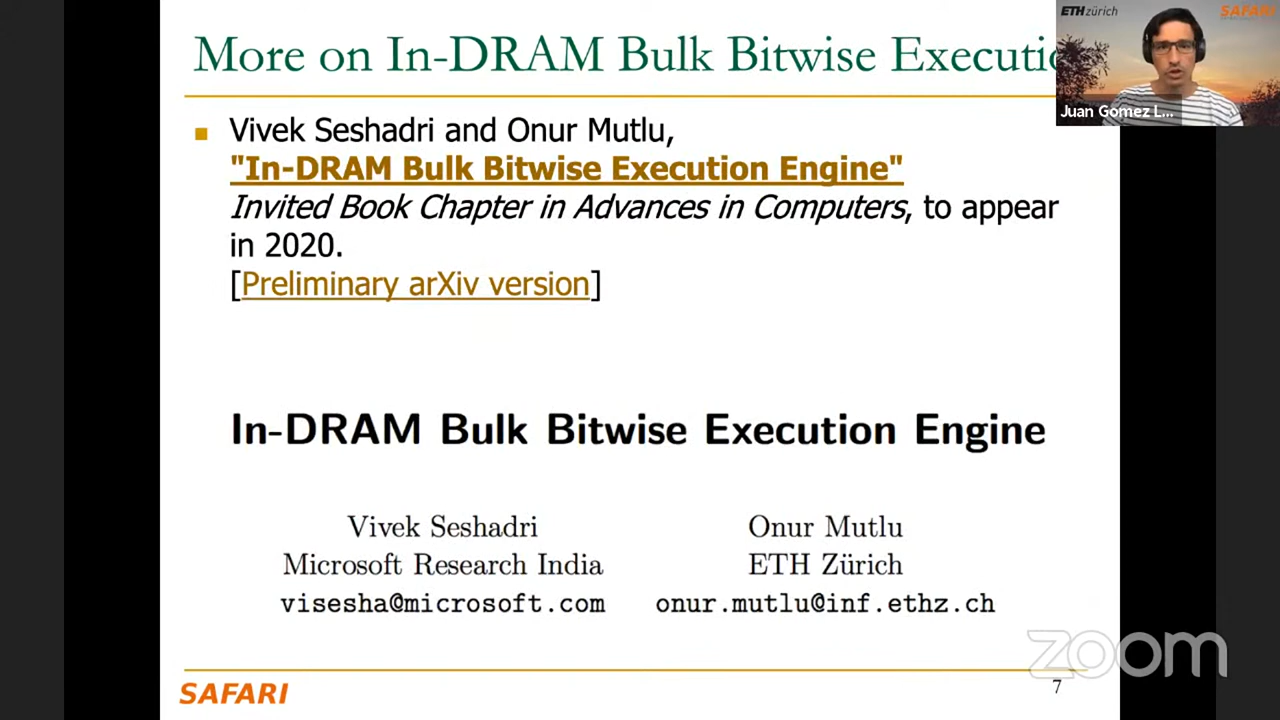 More on In-DRAM Bulk Bitwise Executio
ETH zürich
SAFARI
Juan Gomez L...
■ Vivek Seshadri and Onur Mutlu,
"In-DRAM Bulk Bitwise Execution Engine"
Invited Book Chapter in Advances in Computers, to appear
in 2020.
[Preliminary arXiv version]
In-DRAM Bulk Bitwise Execution Engine
Vivek Seshadri
Microsoft Research India
visesha@microsoft.com
Onur Mutlu
ETH Zürich
onur.mutlu@inf.ethz.ch
zoom
SAFARI
7